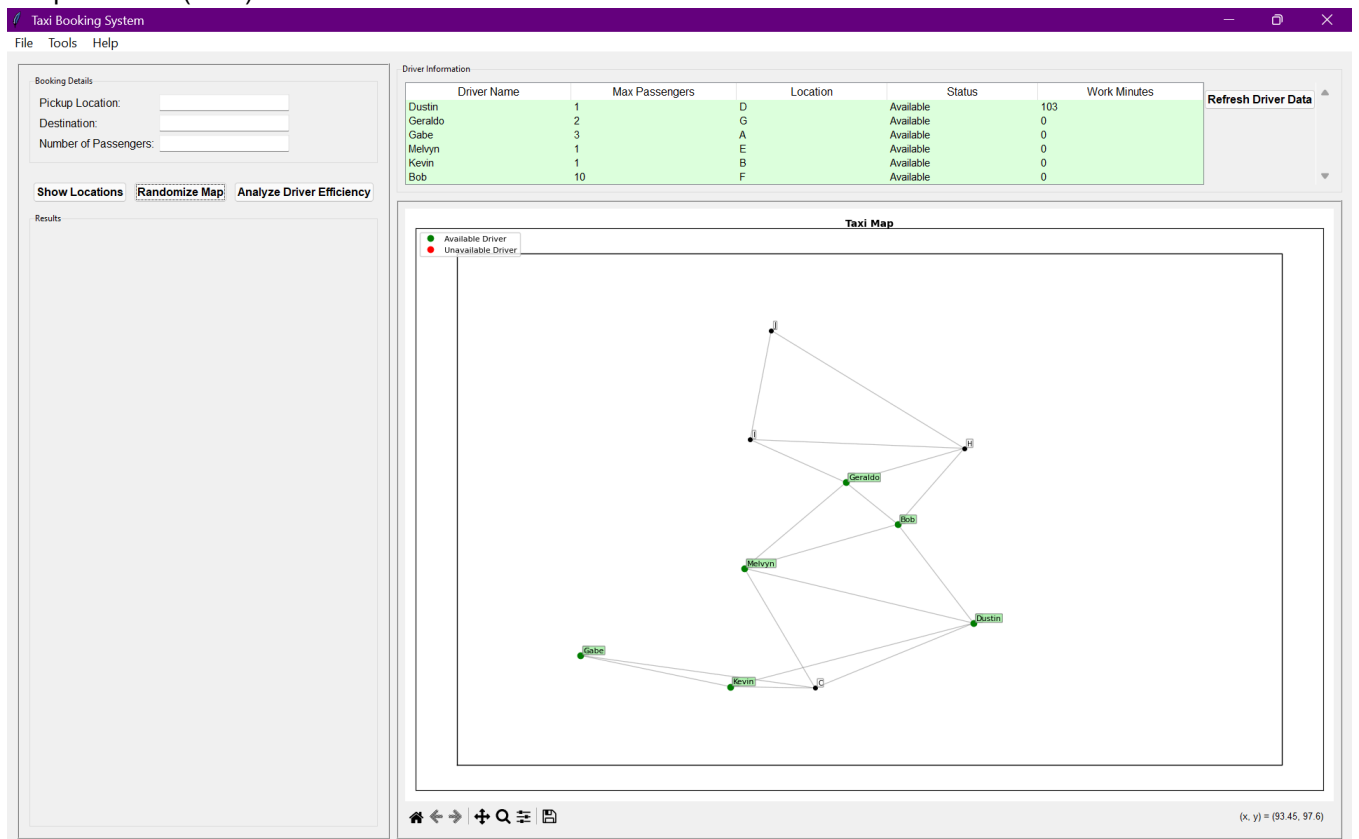 Taxi Booking System
File Tools Help
Booking Details
Pickup Location:
Destination:
Number of Passengers:
Show Locations Randomize Map Analyze Driver Efficiency
Results
Driver Information
Driver Name Max Passengers Location Status Work Minutes
Dustin 1 D Available 103
Geraldo 2 G Available 0
Gabe 3 A Available 0
Melvyn 1 E Available 0
Kevin 1 B Available 0
Bob 10 F Available 0
Refresh Driver Data
Taxi Map
Available Driver
Unavailable Driver
J
I
H
Geraldo
Bob
Melvyn
Dustin
Gabe
Kevin
C
(x, y) = (93.45, 97.6)